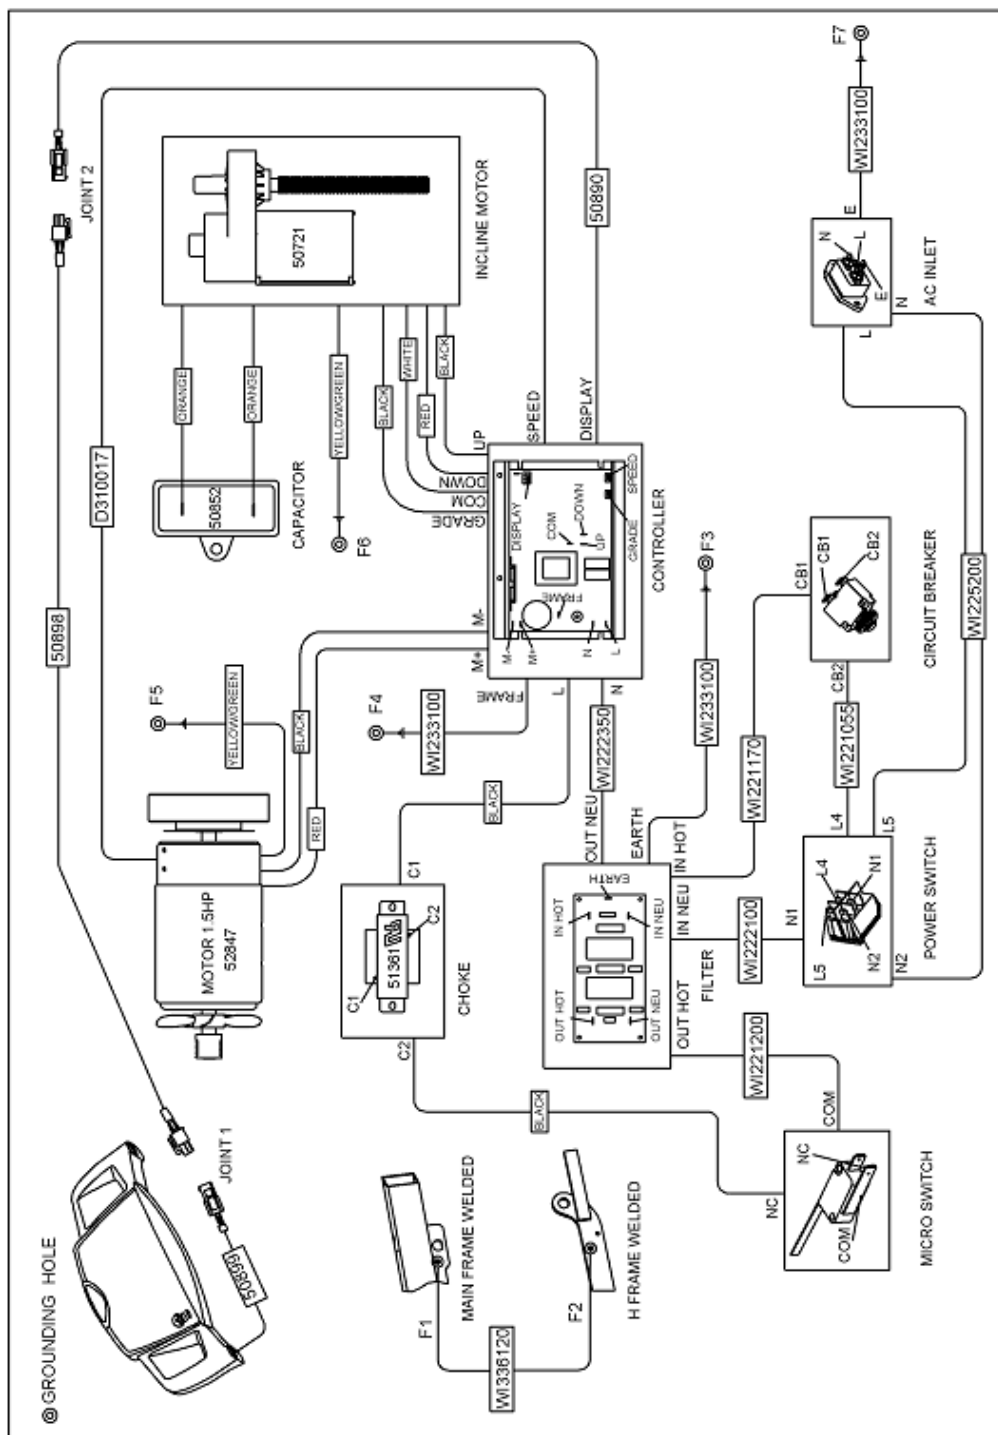 GROUNDING HOLE
50899
JOINT 1
50898
JOINT 2
D310017
50890
MOTOR 1.5HP
52847
YELLOW/GREEN
F5
BLACK
RED
50852
CAPACITOR
ORANGE
ORANGE
YELLOW/GREEN
F6
50721
INCLINE MOTOR
BLACK
WHITE
RED
BLACK
M+
M-
GRADE
COM
DOWN
UP
SPEED
DISPLAY
DISPLAY
COM
DOWN
UP
GRADE
SPEED
FRAME
M-
M+
N
L
CONTROLLER
FRAME
L
N
F4
WI233100
WI222350
F3
WI233100
BLACK
C1
C1
51361
C2
C2
CHOKE
MAIN FRAME WELDED
F1
WI336120
F2
H FRAME WELDED
BLACK
OUT NEU
EARTH
IN HOT
IN NEU
OUT HOT
FILTER
EARTH
IN HOT
IN NEU
OUT HOT
OUT NEU
WI221170
WI222100
WI221200
NC
COM
NC
COM
MICRO SWITCH
N1
L4
L5
N2
L4
N1
L5
N2
POWER SWITCH
WI221055
CB2
CB1
CB1
CB2
CIRCUIT BREAKER
WI225200
L
N
E
N
L
E
AC INLET
WI233100
F7